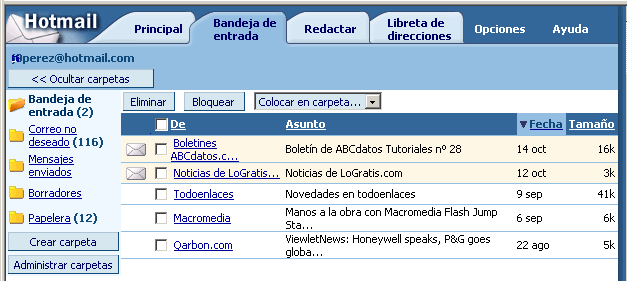 Hotmail
Principal
Bandeja de
entrada
Redactar
Libreta de
direcciones
Opciones
Ayuda
perez@hotmail.com
<< Ocultar carpetas
Bandeja de
entrada (2)
Correo no
deseado (116)
Mensajes
enviados
Borradores
Papelera (12)
Crear carpeta
Administrar carpetas
Eliminar
Bloquear
Colocar en carpeta...
De Asunto Fecha Tamaño
Boletines
ABCdatos.c... Boletín de ABCdatos Tutoriales nº 28 14 oct 16k
Noticias de LoGratis... Noticias de LoGratis.com 12 oct 3k
Todoenlaces Novedades en todoenlaces 9 sep 41k
Macromedia Manos a la obra con Macromedia Flash Jump
Sta... 6 sep 6k
Qarbon.com ViewletNews: Honeywell speaks, P&G goes
globa... 22 ago 5k